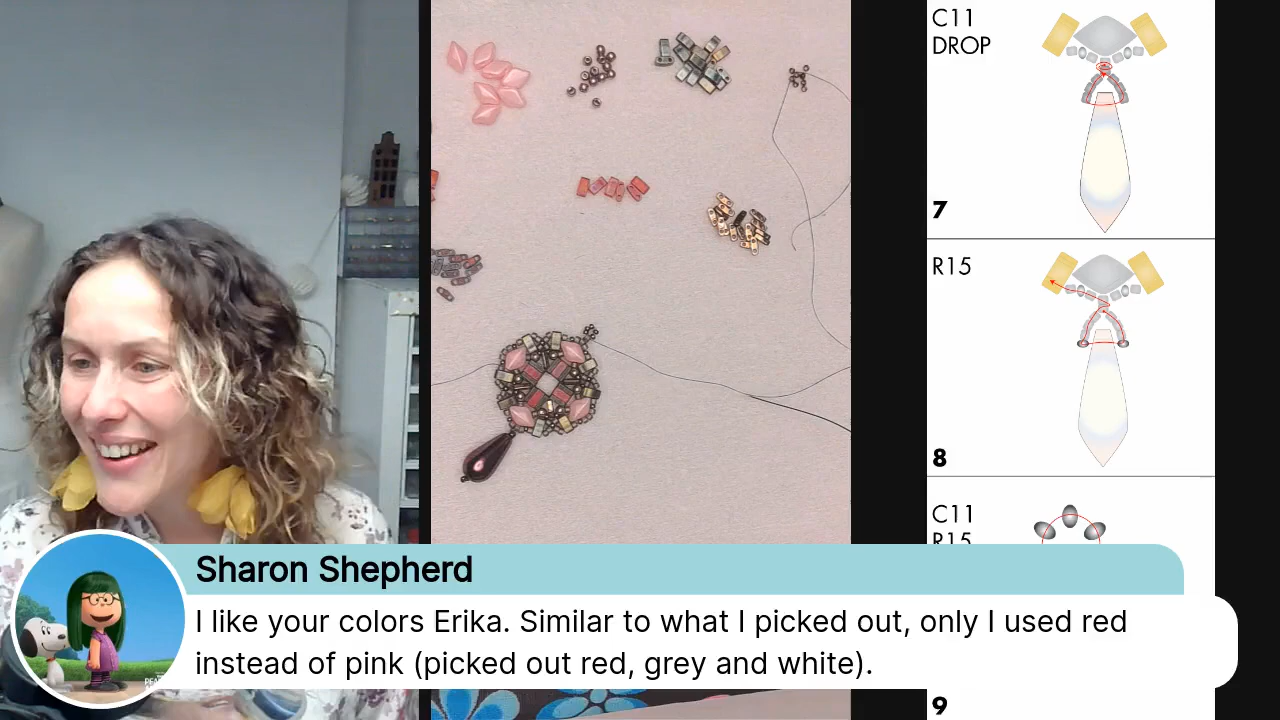 C11
DROP
7
R15
8
C11
R15
9
Sharon Shepherd
I like your colors Erika. Similar to what I picked out, only I used red
instead of pink (picked out red, grey and white).